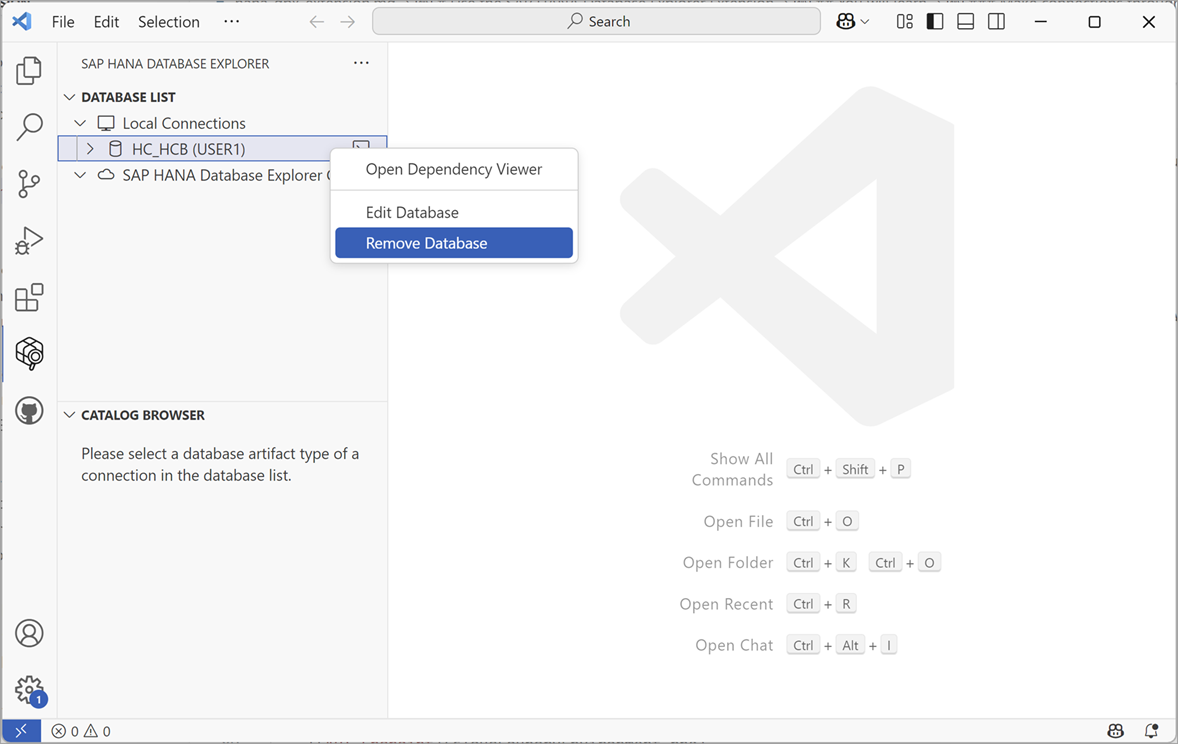 File Edit Selection ··· Search
SAP HANA DATABASE EXPLORER ···
DATABASE LIST
Local Connections
HC_HCB (USER1)
SAP HANA Database Explorer
Open Dependency Viewer
Edit Database
Remove Database
CATALOG BROWSER
Please select a database artifact type of a
connection in the database list.
Show All
Commands Ctrl + Shift + P
Open File Ctrl + O
Open Folder Ctrl + K Ctrl + O
Open Recent Ctrl + R
Open Chat Ctrl + Alt + I
1
0 0